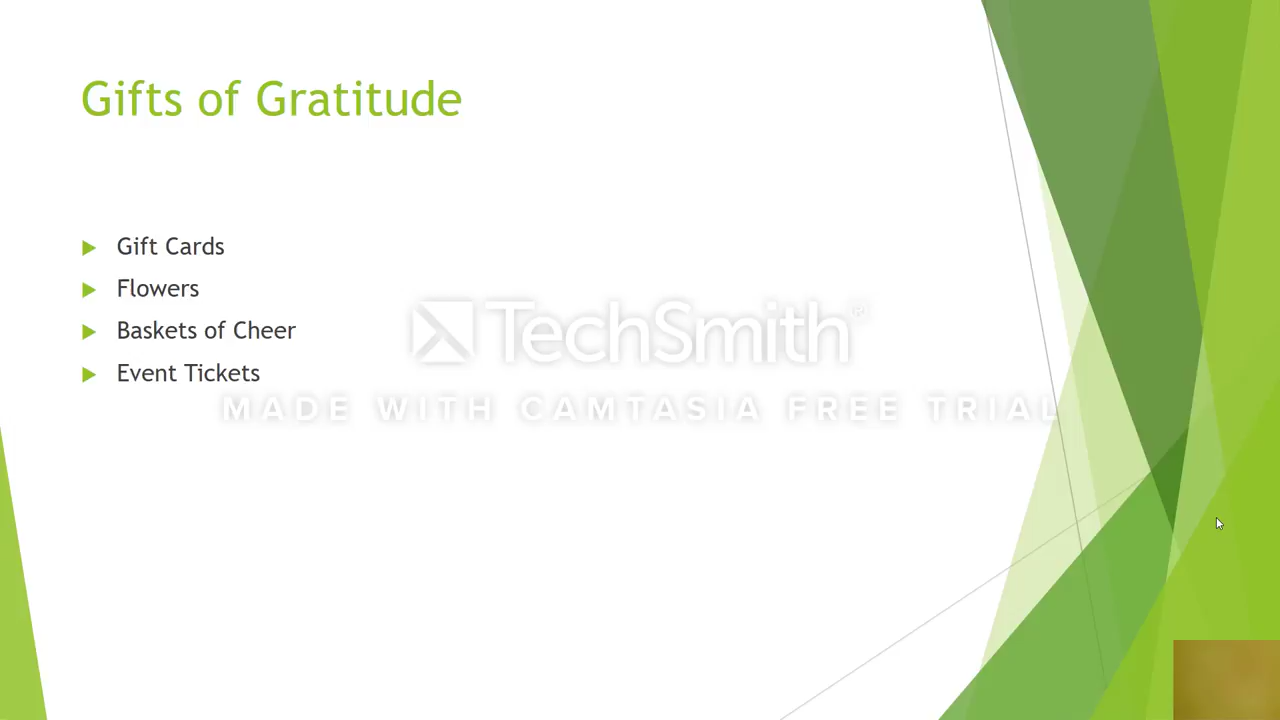 Gifts of Gratitude
Gift Cards
Flowers
Baskets of Cheer
Event Tickets
TechSmith
MADE WITH CAMTASIA FREE TRIAL